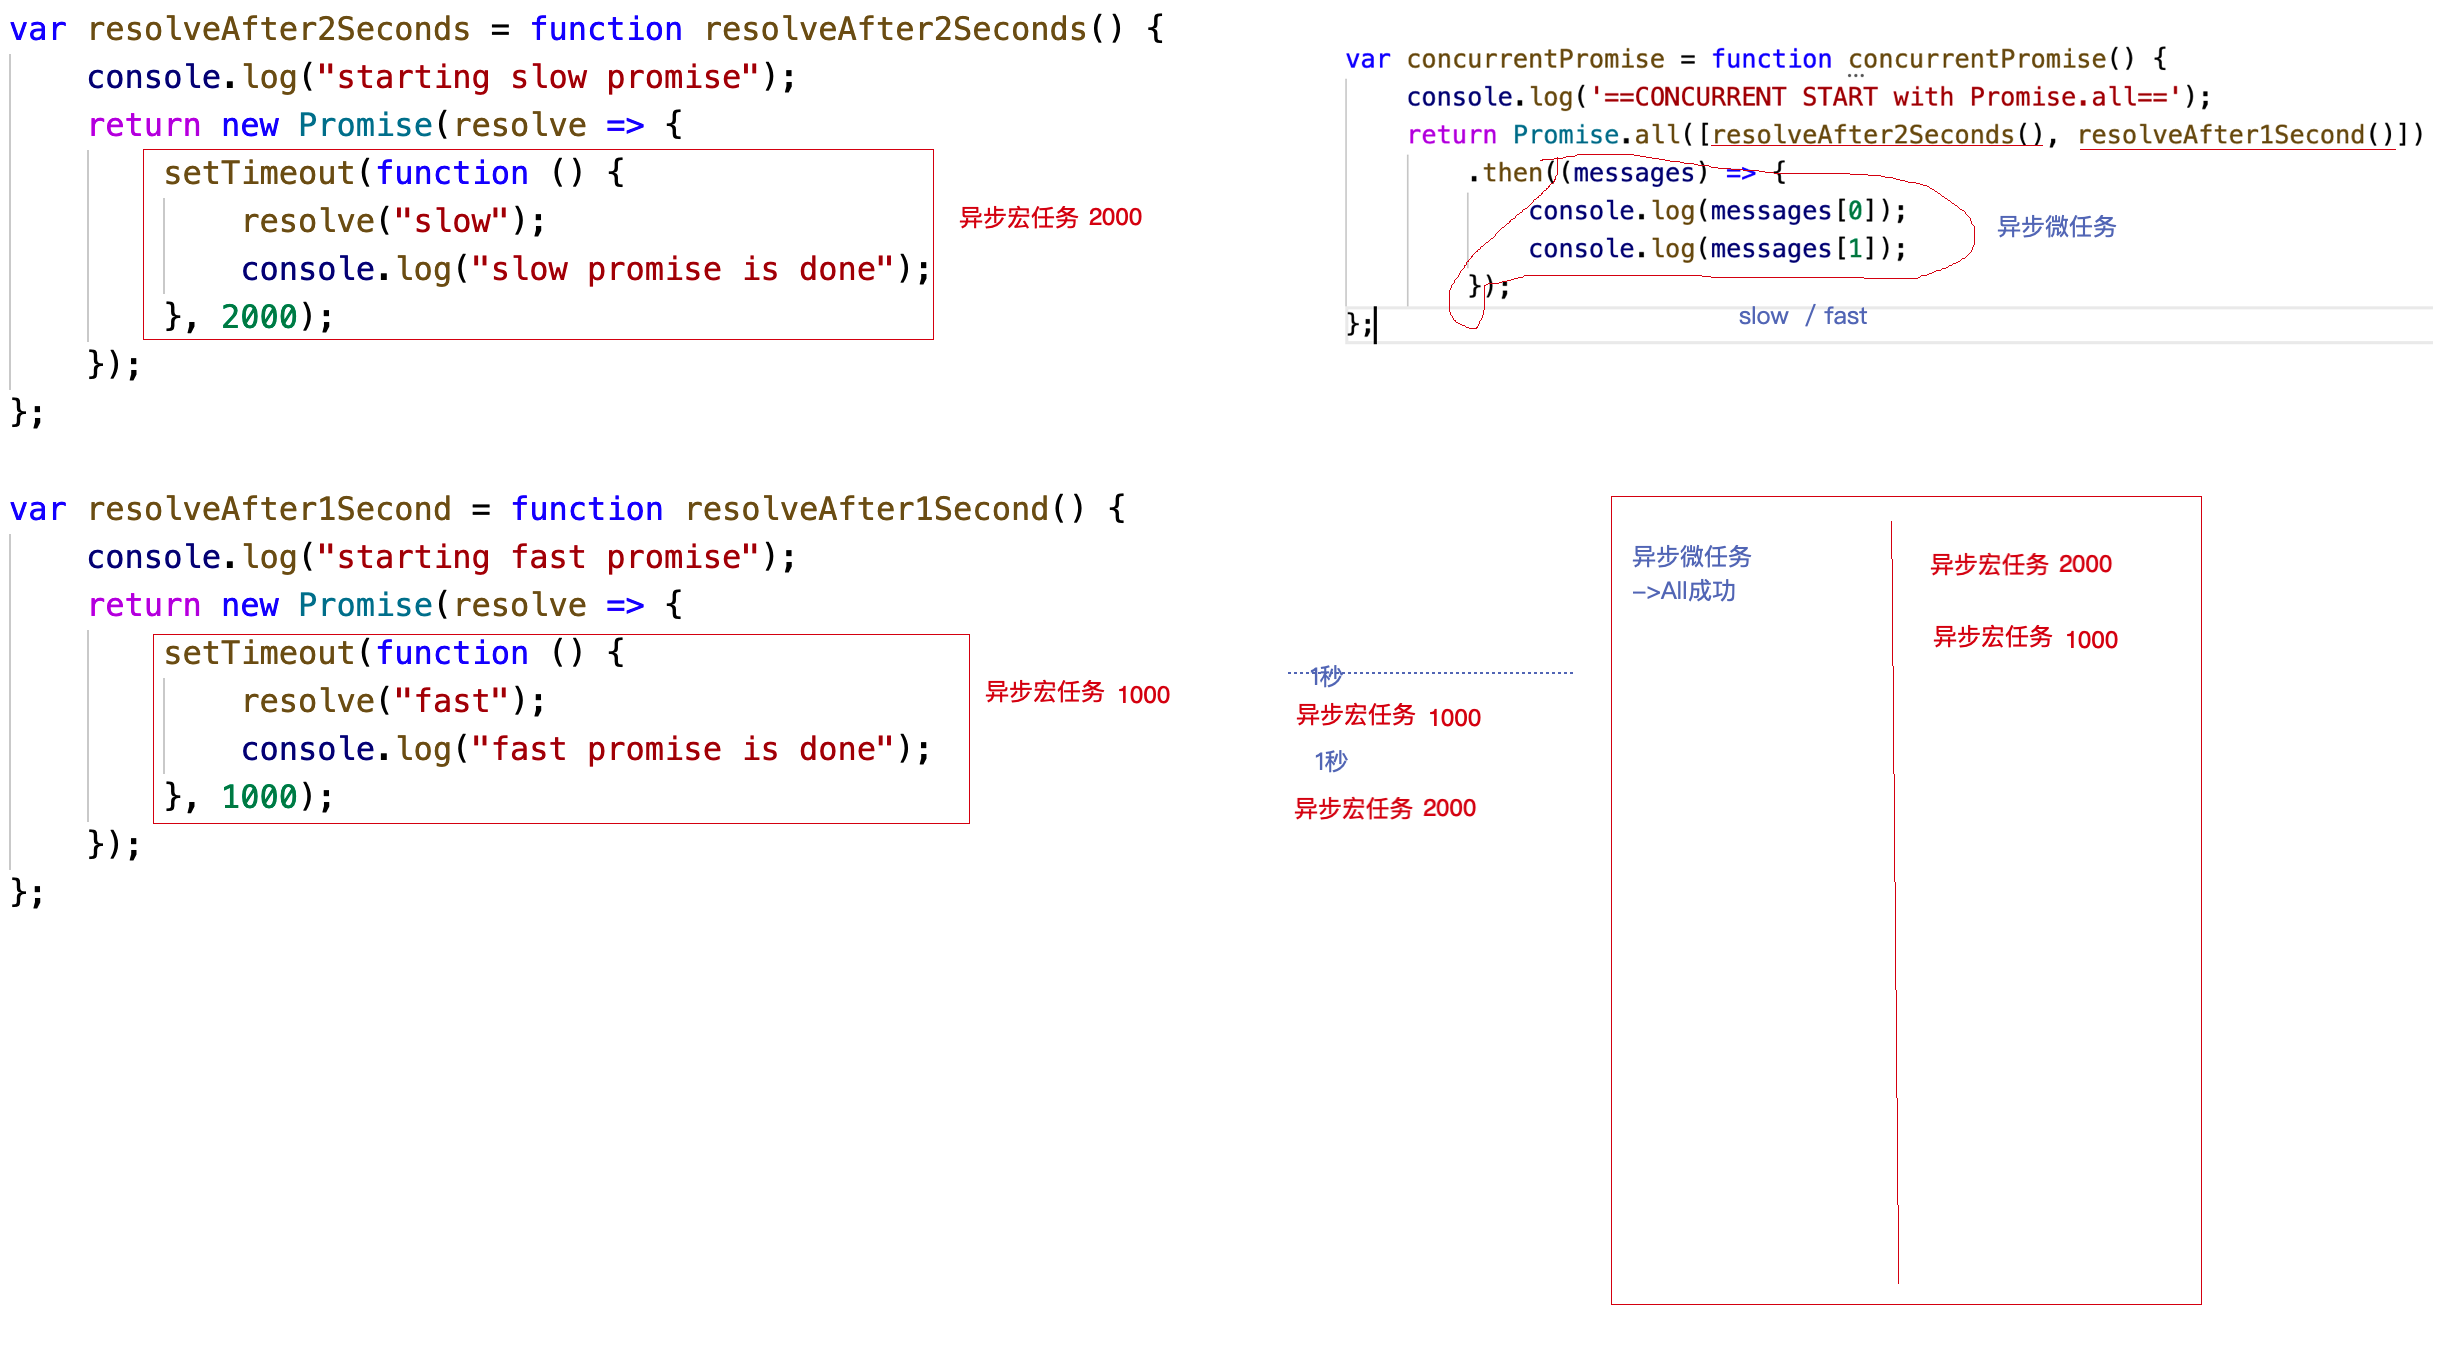 var resolveAfter2Seconds = function resolveAfter2Seconds() {
console.log("starting slow promise");
return new Promise(resolve => {
setTimeout(function () {
resolve("slow");
console.log("slow promise is done");
}, 2000);
});
};
异步宏任务 2000
var resolveAfter1Second = function resolveAfter1Second() {
console.log("starting fast promise");
return new Promise(resolve => {
setTimeout(function () {
resolve("fast");
console.log("fast promise is done");
}, 1000);
});
};
异步宏任务 1000
var concurrentPromise = function concurrentPromise() {
console.log('==CONCURRENT START with Promise.all==');
return Promise.all([resolveAfter2Seconds(), resolveAfter1Second()])
.then((messages) => {
console.log(messages[0]);
console.log(messages[1]);
});
};
异步微任务
slow / fast
1秒
异步宏任务 1000
1秒
异步宏任务 2000
异步微任务
->All成功
异步宏任务 2000
异步宏任务 1000